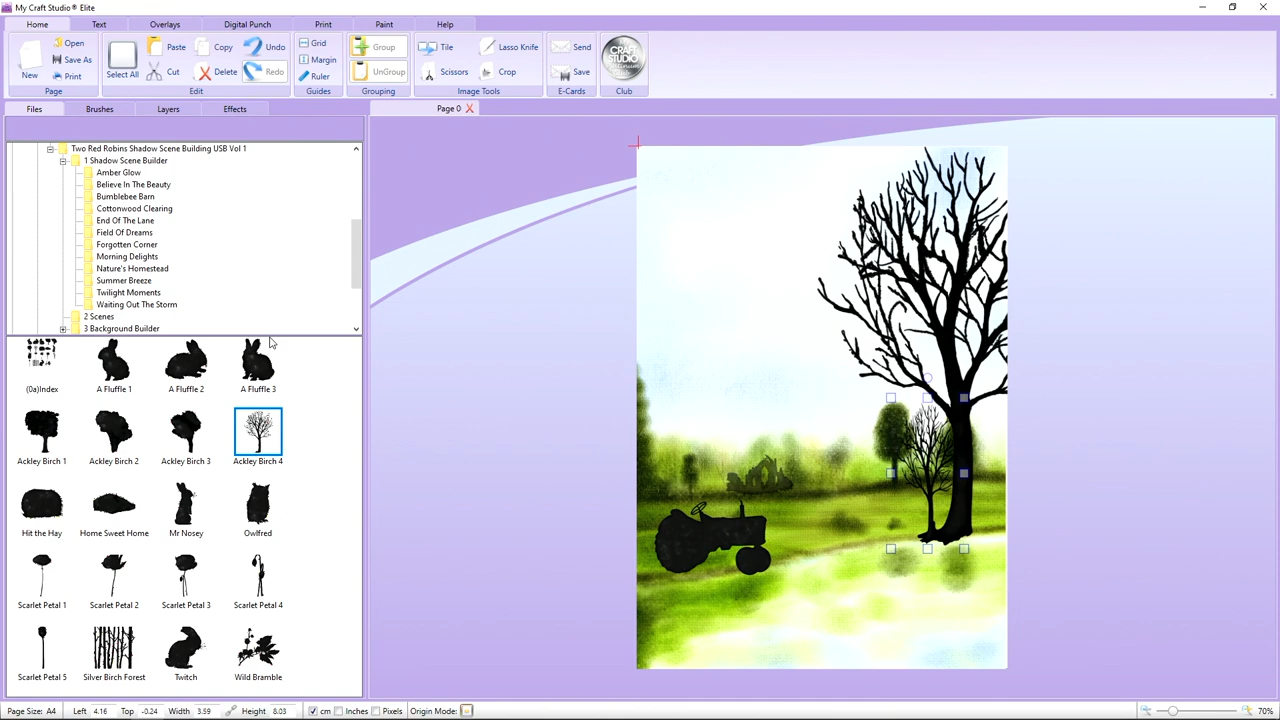 My Craft Studio® Elite
Home Text Overlays Digital Punch Print Paint Help
New Open Save As Print Page
Select All Paste Cut Copy Delete Undo Redo Edit
Grid Margin Ruler Guides
Group UnGroup Grouping
Tile Scissors Lasso Knife Crop Image Tools
Send Save E-Cards
MY CRAFT STUDIO Club
Files Brushes Layers Effects
Page 0
Two Red Robins Shadow Scene Building USB Vol 1
1 Shadow Scene Builder
Amber Glow
Believe In The Beauty
Bumblebee Barn
Cottonwood Clearing
End Of The Lane
Field Of Dreams
Forgotten Corner
Morning Delights
Nature's Homestead
Summer Breeze
Twilight Moments
Waiting Out The Storm
2 Scenes
3 Background Builder
(0a)Index A Fluffle 1 A Fluffle 2 A Fluffle 3
Ackley Birch 1 Ackley Birch 2 Ackley Birch 3 Ackley Birch 4
Hit the Hay Home Sweet Home Mr Nosey Owlfred
Scarlet Petal 1 Scarlet Petal 2 Scarlet Petal 3 Scarlet Petal 4
Scarlet Petal 5 Silver Birch Forest Twitch Wild Bramble
Page Size: A4 Left 4.16 Top -0.24 Width 3.59 Height 8.03 cm Inches Pixels Origin Mode: 70%